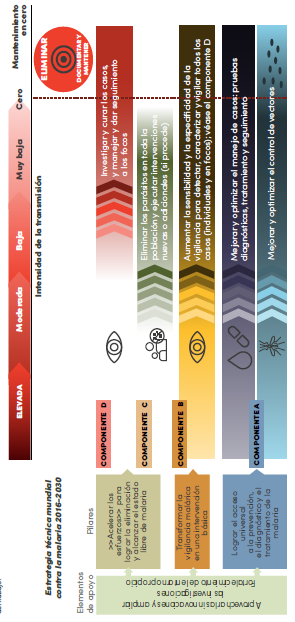 Estrategia técnica mundial
contra la malaria 2016-2030
Intensidad de la transmisión
ELEVADA
Moderada
Baja
Muy baja
Cero
Mantenimiento
en cero
ELIMINAR
DOCUMENTAR Y
MANTENER
Elementos
de apoyo
Pilares
>>Acelerar los
esfuerzos>> para
lograr la eliminación
y alcanzar el estado
libre de malaria
Transformar la
vigilancia malárica
en una intervención
básica
Lograr el acceso
universal
a la prevención,
el diagnóstico y el
tratamiento de la
malaria
COMPONENTE D
Investigar y curar los casos,
y manejar y dar seguimiento
a los focos
COMPONENTE C
Eliminar los parásitos en toda la
población y ejecutar intervenciones
nuevas o adicionales (si procede)
COMPONENTE B
Aumentar la sensibilidad y la especificidad de la
vigilancia para detectar, caracterizar y vigilar todos los
casos (individuales y en focos); véase el componente D
COMPONENTE A
Mejorar y optimizar el manejo de casos: pruebas
diagnósticas, tratamiento y seguimiento
Mejorar y optimizar el control de vectores
Fortalecimiento del entorno propicio
las investigaciones
Aprovechar las innovaciones y ampliar